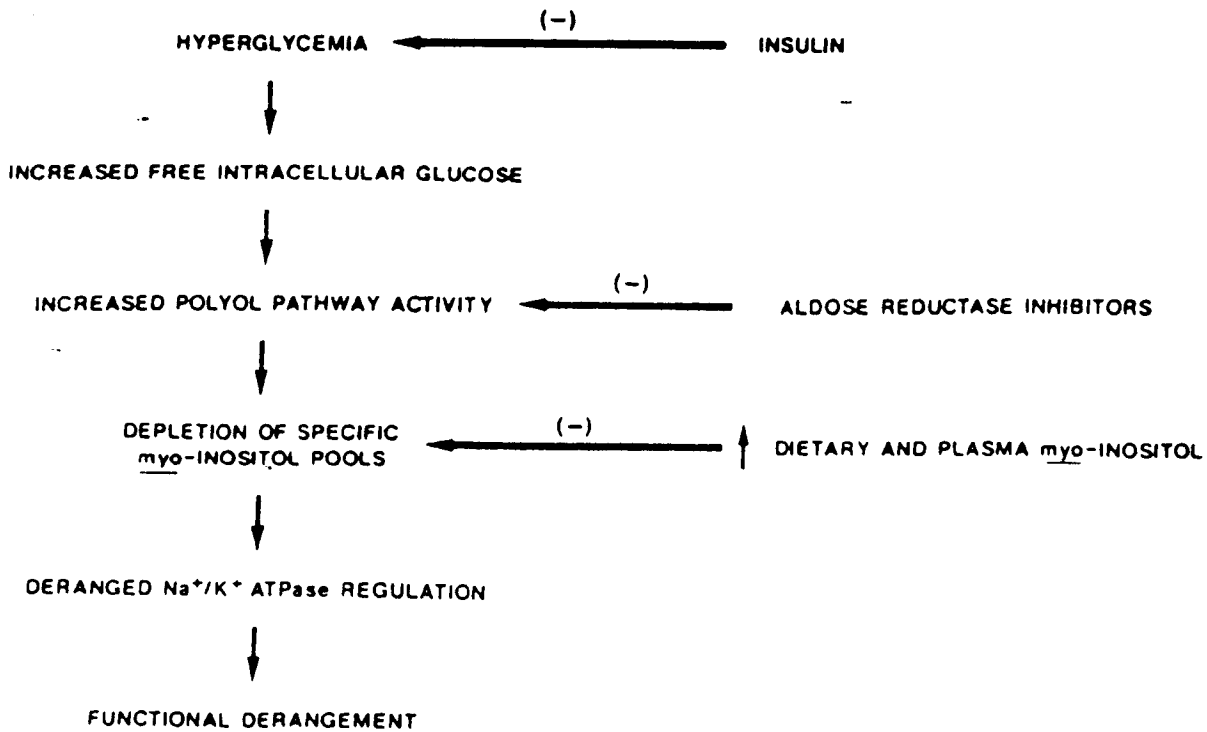 (-)
HYPERGLYCEMIA INSULIN
INCREASED FREE INTRACELLULAR GLUCOSE
(-)
INCREASED POLYOL PATHWAY ACTIVITY ALDOSE REDUCTASE INHIBITORS
DEPLETION OF SPECIFIC
myo-INOSITOL POOLS
(-)
↑ DIETARY AND PLASMA myo-INOSITOL
DERANGED Na⁺/K⁺ ATPase REGULATION
FUNCTIONAL DERANGEMENT